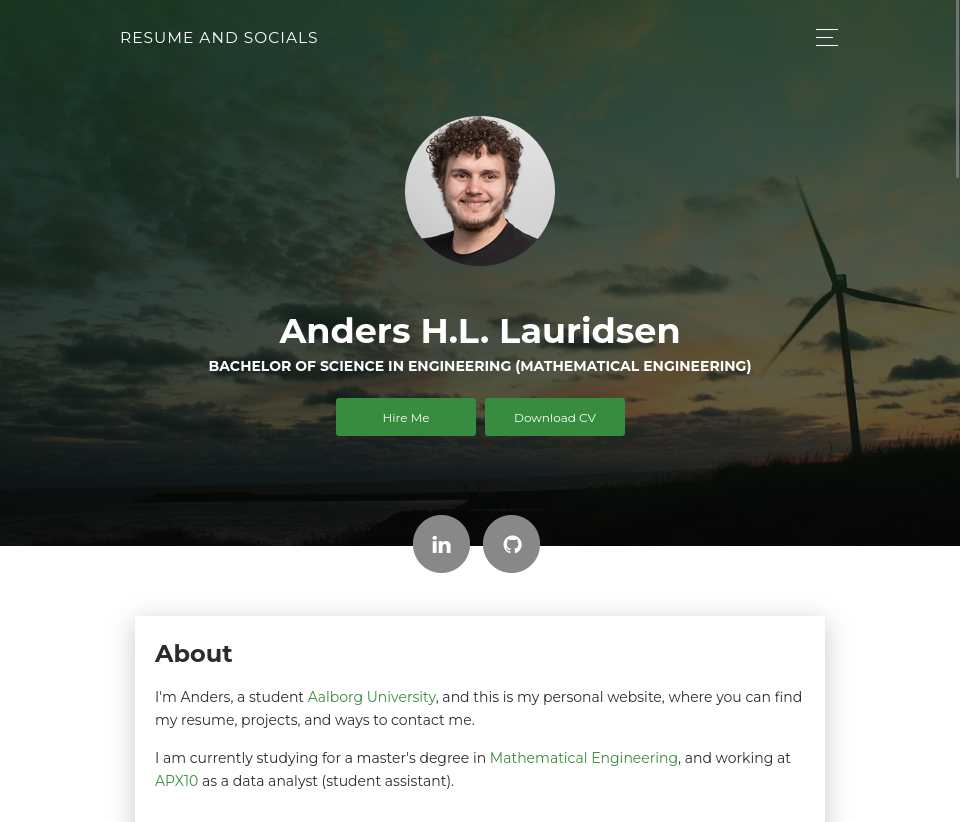 RESUME AND SOCIALS
Anders H.L. Lauridsen
BACHELOR OF SCIENCE IN ENGINEERING (MATHEMATICAL ENGINEERING)
Hire Me
Download CV
in
About
I'm Anders, a student Aalborg University, and this is my personal website, where you can find
my resume, projects, and ways to contact me.
I am currently studying for a master's degree in Mathematical Engineering, and working at
APX10 as a data analyst (student assistant).